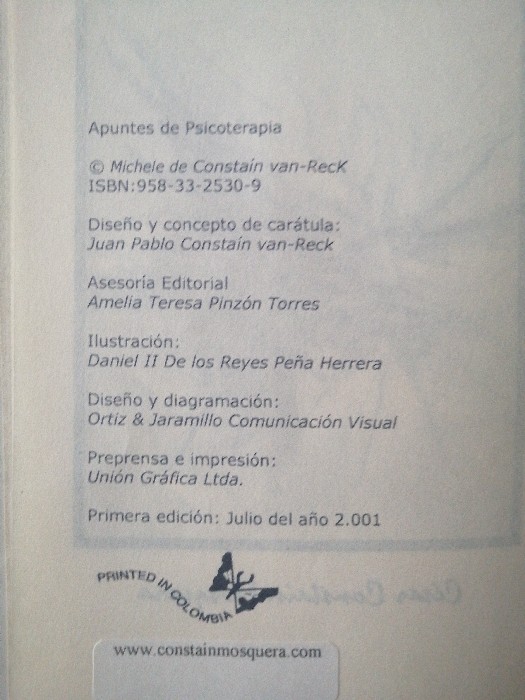 Apuntes de Psicoterapia
© Michele de Constaín van-RecK
ISBN:958-33-2530-9
Diseño y concepto de carátula:
Juan Pablo Constaín van-Reck
Asesoría Editorial
Amelia Teresa Pinzón Torres
Ilustración:
Daniel II De los Reyes Peña Herrera
Diseño y diagramación:
Ortiz & Jaramillo Comunicación Visual
Preprensa e impresión:
Unión Gráfica Ltda.
Primera edición: Julio del año 2.001
PRINTED IN COLOMBIA
www.constainmosquera.com